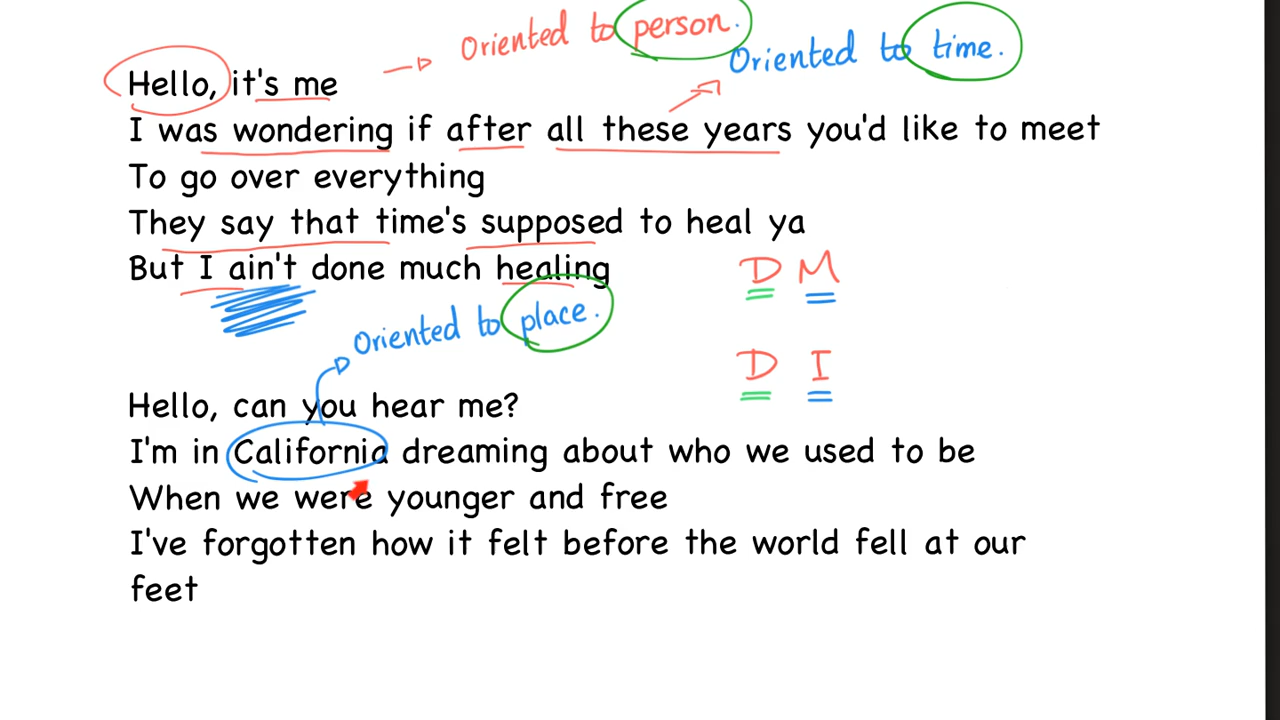 Oriented to person.
Oriented to time.
Hello, it's me
I was wondering if after all these years you'd like to meet
To go over everything
They say that time's supposed to heal ya
But I ain't done much healing
D M
Oriented to place.
D I
Hello, can you hear me?
I'm in California dreaming about who we used to be
When we were younger and free
I've forgotten how it felt before the world fell at our
feet